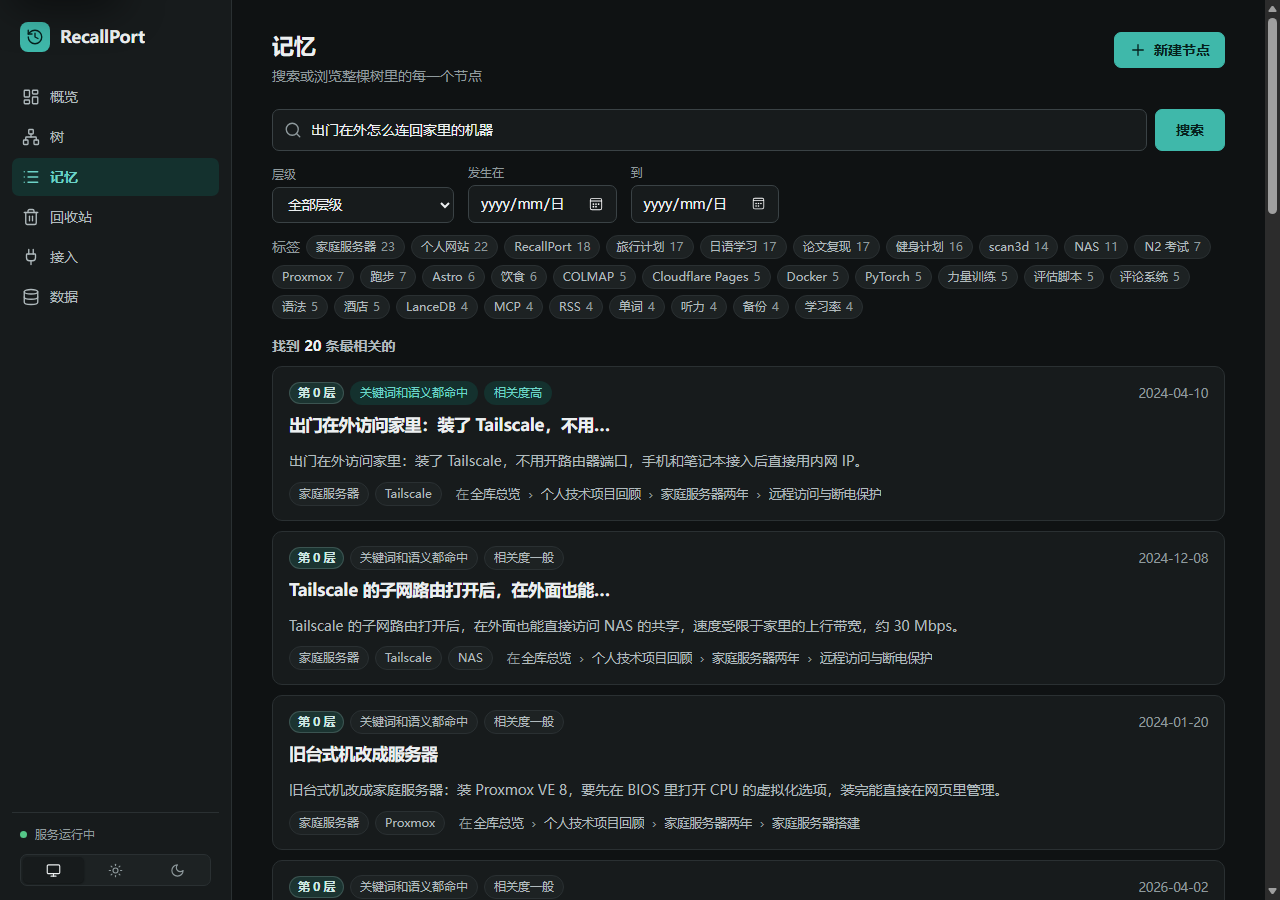 RecallPort
概览
树
记忆
回收站
接入
数据
服务运行中
记忆
搜索或浏览整棵树里的每一个节点
新建节点
出门在外怎么连回家里的机器
搜索
层级
发生在
到
全部层级
yyyy/mm/日
yyyy/mm/日
标签 家庭服务器 23 个人网站 22 RecallPort 18 旅行计划 17 日语学习 17 论文复现 17 健身计划 16 scan3d 14 NAS 11 N2 考试 7
Proxmox 7 跑步 7 Astro 6 饮食 6 COLMAP 5 Cloudflare Pages 5 Docker 5 PyTorch 5 力量训练 5 评估脚本 5 评论系统 5
语法 5 酒店 5 LanceDB 4 MCP 4 RSS 4 单词 4 听力 4 备份 4 学习率 4
找到 20 条最相关的
第 0 层 关键词和语义都命中 相关度高 2024-04-10
出门在外访问家里：装了 Tailscale，不用…
出门在外访问家里：装了 Tailscale，不用开路由器端口，手机和笔记本接入后直接用内网 IP。
家庭服务器 Tailscale 在 全库总览 › 个人技术项目回顾 › 家庭服务器两年 › 远程访问与断电保护
第 0 层 关键词和语义都命中 相关度一般 2024-12-08
Tailscale 的子网路由打开后，在外面也能…
Tailscale 的子网路由打开后，在外面也能直接访问 NAS 的共享，速度受限于家里的上行带宽，约 30 Mbps。
家庭服务器 Tailscale NAS 在 全库总览 › 个人技术项目回顾 › 家庭服务器两年 › 远程访问与断电保护
第 0 层 关键词和语义都命中 相关度一般 2024-01-20
旧台式机改成服务器
旧台式机改成家庭服务器：装 Proxmox VE 8，要先在 BIOS 里打开 CPU 的虚拟化选项，装完能直接在网页里管理。
家庭服务器 Proxmox 在 全库总览 › 个人技术项目回顾 › 家庭服务器两年 › 家庭服务器搭建
第 0 层 关键词和语义都命中 相关度一般 2026-04-02